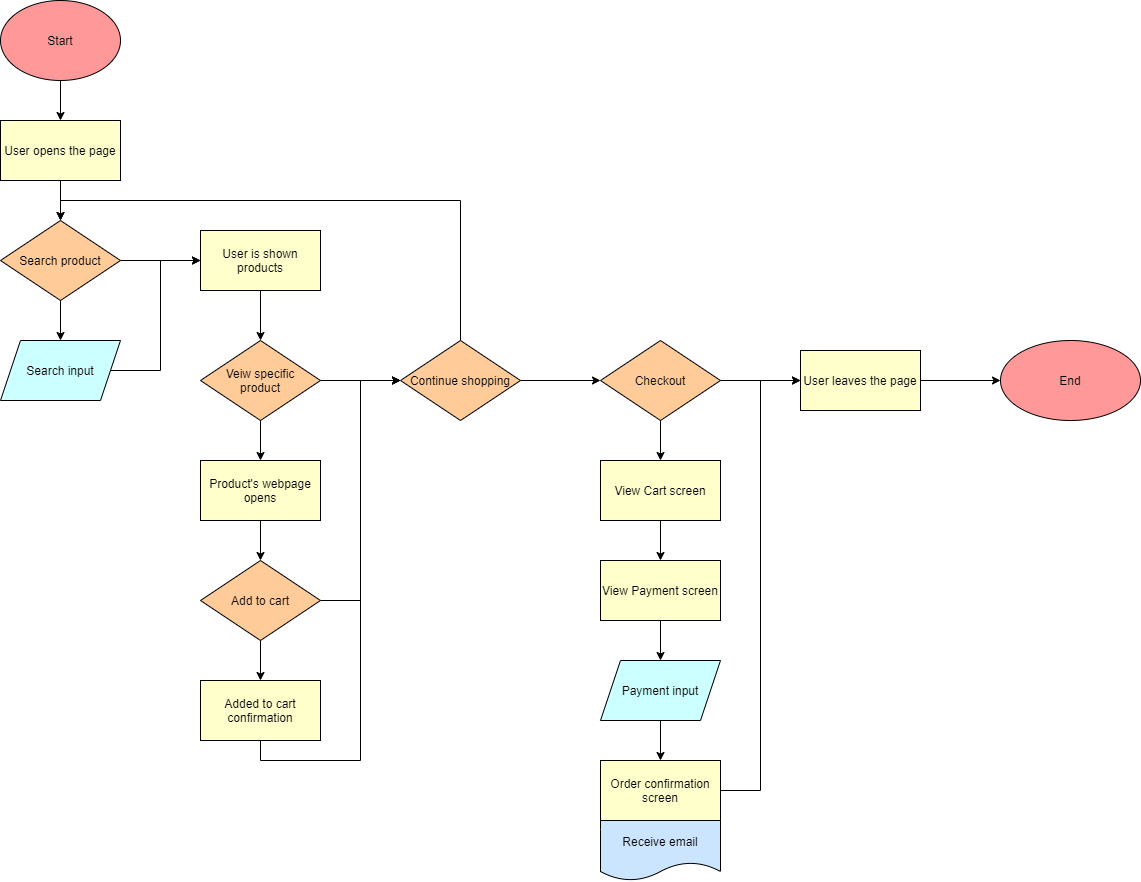 Start
User opens the page
Search product
Search input
User is shown
products
Veiw specific
product
Product's webpage
opens
Add to cart
Added to cart
confirmation
Continue shopping
Checkout
View Cart screen
View Payment screen
Payment input
Order confirmation
screen
Receive email
User leaves the page
End